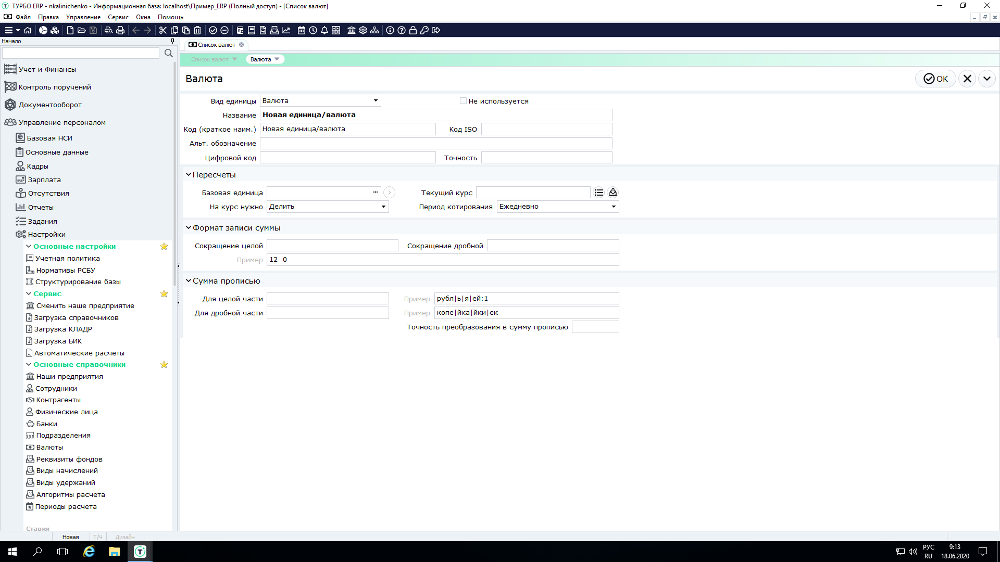 ТУРБО ERP - nkalinichenko - Информационная база: localhost\Пример_ERP (Полный доступ) - [Список валют]
Файл Правка Управление Сервис Окна Помощь
Начало
Учет и Финансы
Контроль поручений
Документооборот
Управление персоналом
Базовая НСИ
Основные данные
Кадры
Зарплата
Отсутствия
Отчеты
Задания
Настройки
Основные настройки
Учетная политика
Нормативы РСБУ
Структурирование базы
Сервис
Сменить наше предприятие
Загрузка справочников
Загрузка КЛАДР
Загрузка БИК
Автоматические расчеты
Основные справочники
Наши предприятия
Сотрудники
Контрагенты
Физические лица
Банки
Подразделения
Валюты
Реквизиты фондов
Виды начислений
Виды удержаний
Алгоритмы расчета
Периоды расчета
Ставки
Список валют
Список валют Валюта
Валюта
OK
Вид единицы Валюта Не используется
Название Новая единица/валюта
Код (краткое наим.) Новая единица/валюта Код ISO
Альт. обозначение
Цифровой код Точность
Пересчеты
Базовая единица ... Текущий курс
На курс нужно Делить Период котирования Ежедневно
Формат записи суммы
Сокращение целой Сокращение дробной
Пример 12 0
Сумма прописью
Для целой части Пример рубл|ь|я|ей:1
Для дробной части Пример копе|йка|йки|ек
Точность преобразования в сумму прописью
Новая Т/Ч Дизайн
РУС
RU
9:13
18.06.2020